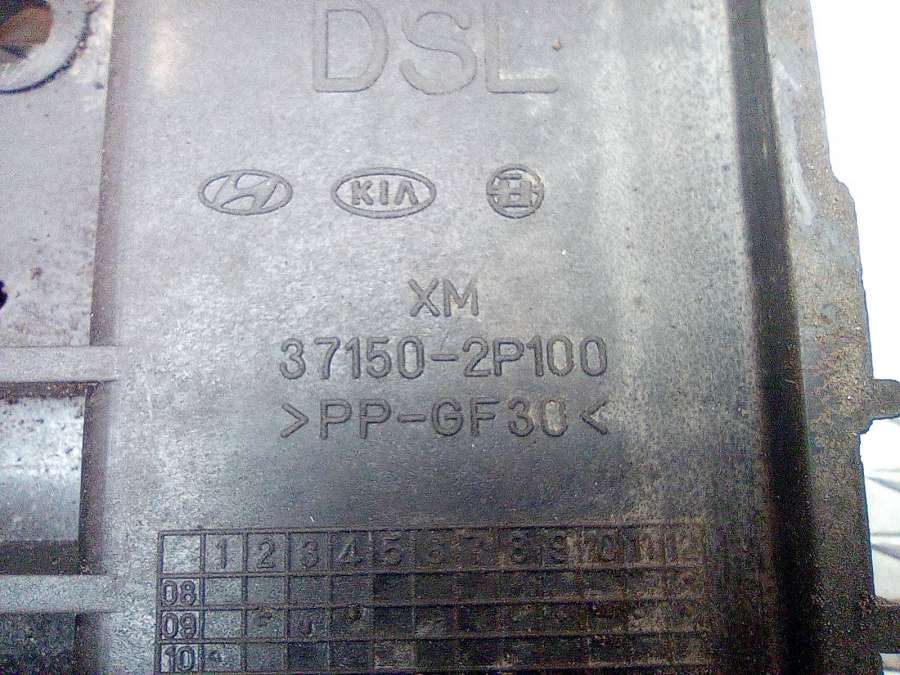 DSL
KIA
XM
37150-2P100
>PP-GF30<
1 2 3 4 5 6 7 8 9 10 11 12
08
09
10